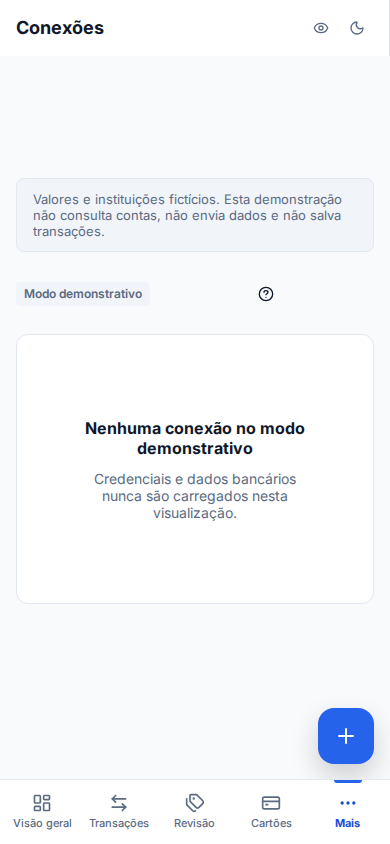 Conexões
Valores e instituições fictícios. Esta demonstração
não consulta contas, não envia dados e não salva
transações.
Modo demonstrativo
Nenhuma conexão no modo
demonstrativo
Credenciais e dados bancários
nunca são carregados nesta
visualização.
Visão geral
Transações
Revisão
Cartões
Mais